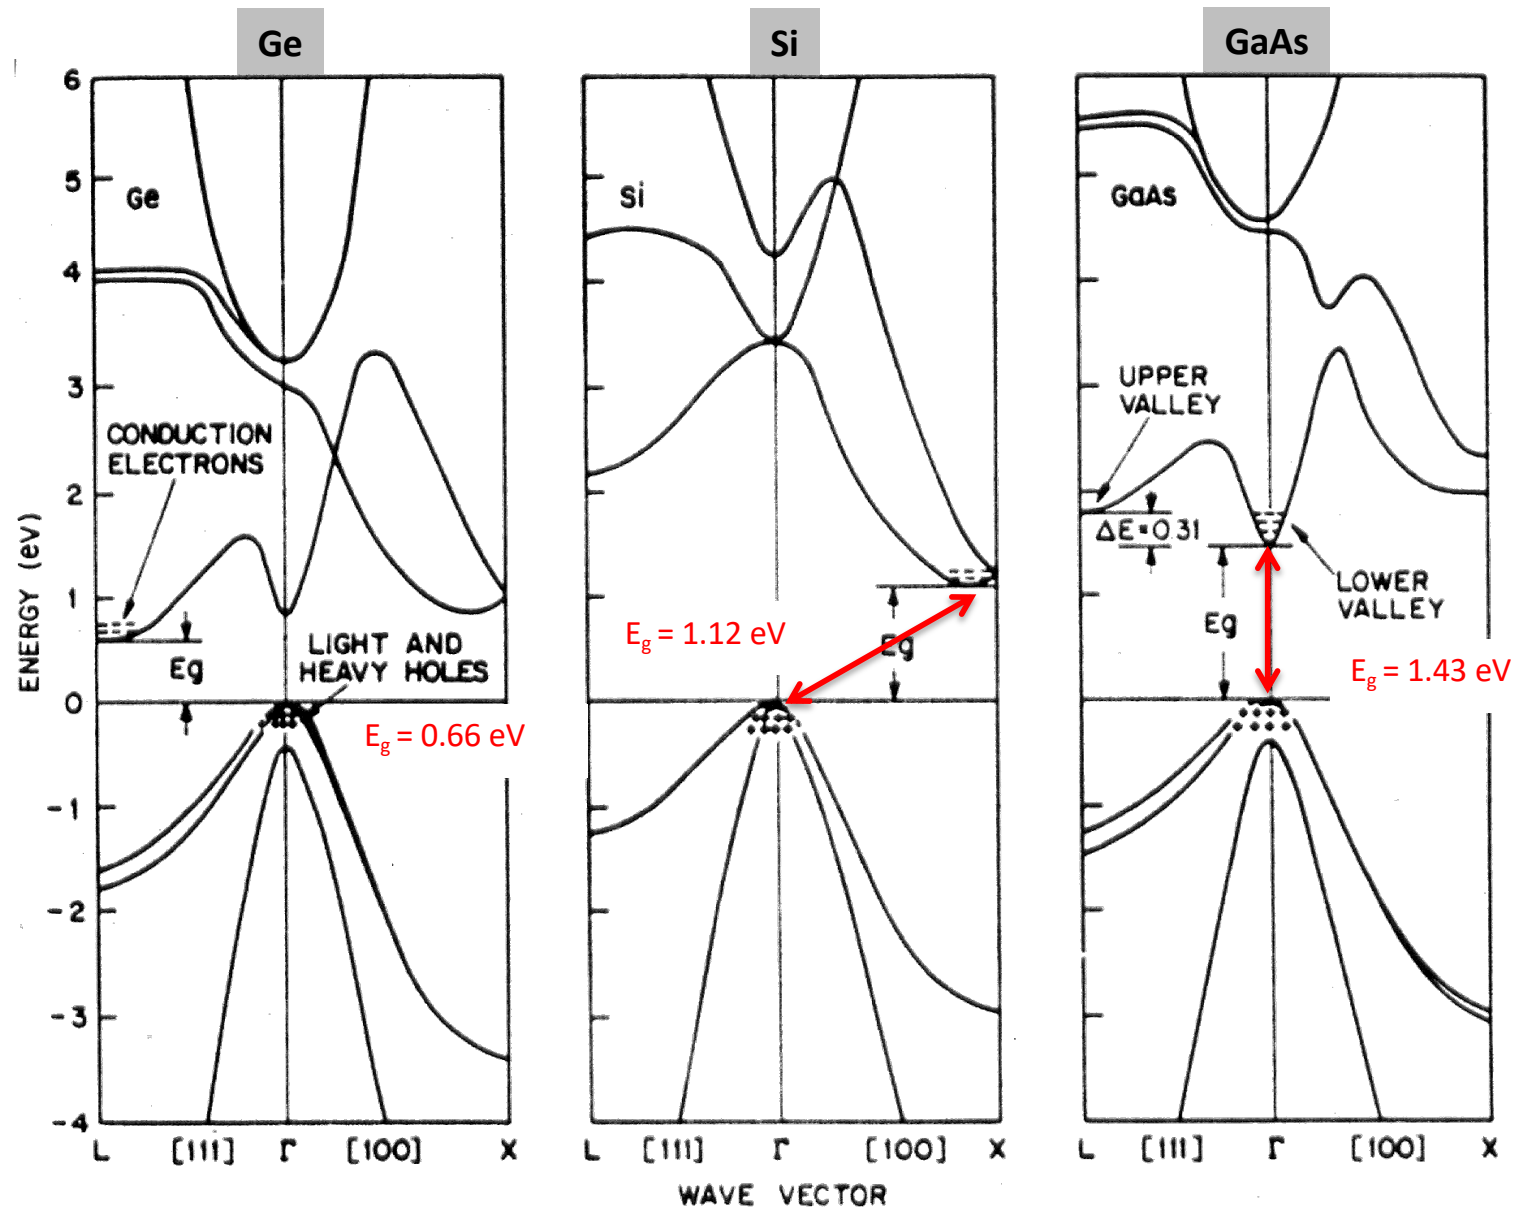 Ge
Si
GaAs
6
5
4
3
2
1
0
-1
-2
-3
-4
ENERGY (eV)
Ge
CONDUCTION
ELECTRONS
Eg
LIGHT AND
HEAVY HOLES
Eg = 0.66 eV
L [111] Γ [100] X
Si
Eg = 1.12 eV
Eg
L [111] Γ [100] X
WAVE VECTOR
GaAs
UPPER
VALLEY
ΔE = 0.31
LOWER
VALLEY
Eg
Eg = 1.43 eV
L [111] Γ [100] X